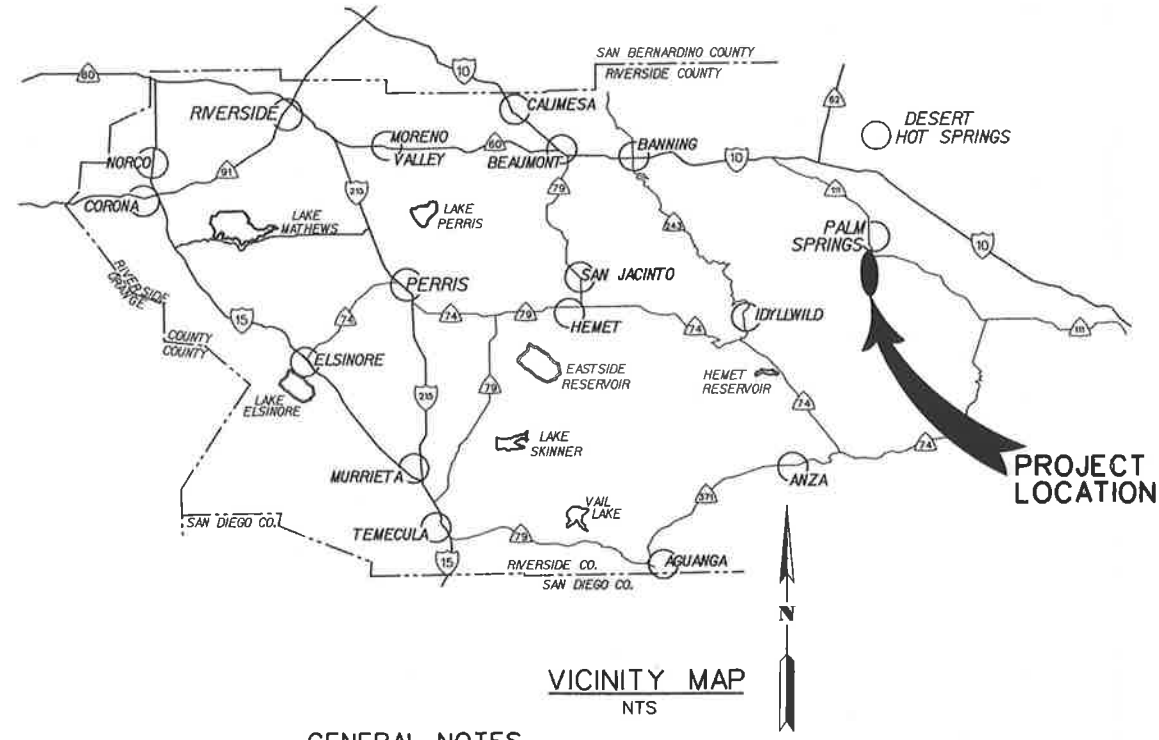 SAN BERNARDINO COUNTY
RIVERSIDE COUNTY
60
10
62
RIVERSIDE
CALIMESA
DESERT
HOT SPRINGS
MORENO
VALLEY
60
BEAUMONT
BANNING
10
NORCO
91
215
79
111
CORONA
LAKE
MATHEWS
LAKE
PERRIS
243
PALM
SPRINGS
10
RIVERSIDE
ORANGE
COUNTY
COUNTY
PERRIS
SAN JACINTO
15
74
74
79
HEMET
74
IDYLLWILD
111
ELSINORE
EASTSIDE
RESERVOIR
HEMET
RESERVOIR
LAKE
ELSINORE
215
79
74
LAKE
SKINNER
74
MURRIETA
ANZA
PROJECT
LOCATION
371
VAIL
LAKE
SAN DIEGO CO.
TEMECULA
79
15
RIVERSIDE CO.
SAN DIEGO CO.
AGUANGA
N
VICINITY MAP
NTS
GENERAL NOTES